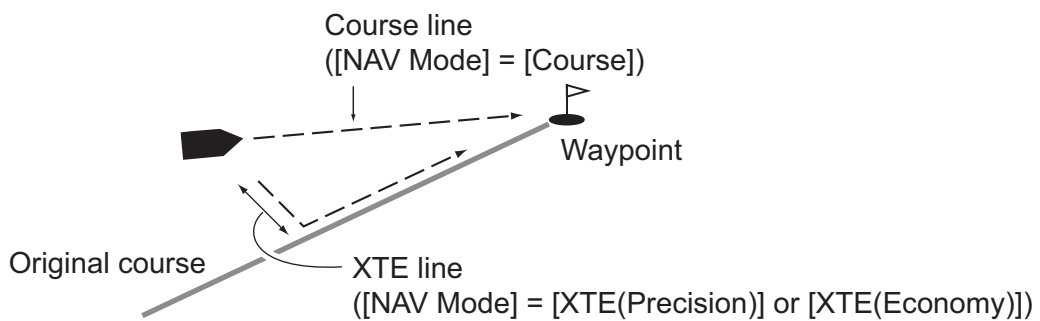 Course line
([NAV Mode] = [Course])
Waypoint
Original course
XTE line
([NAV Mode] = [XTE(Precision)] or [XTE(Economy)])